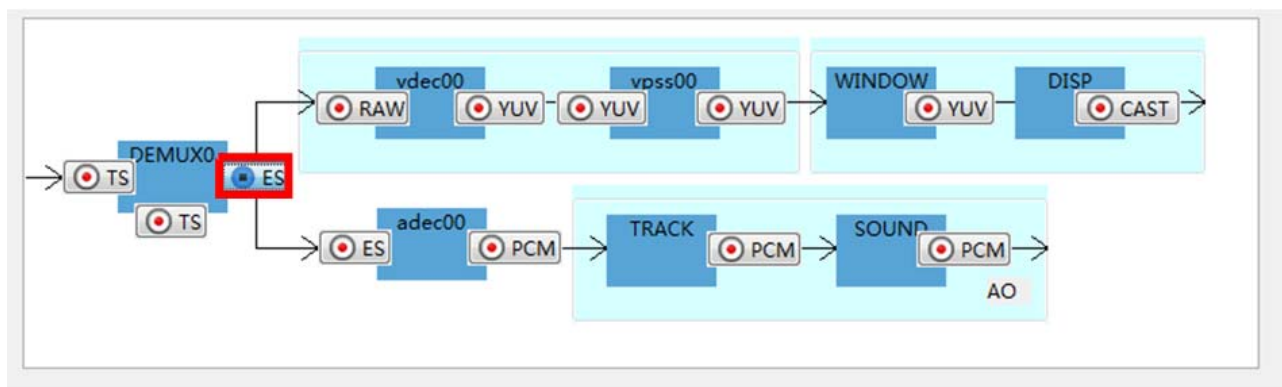 vdec00
vpss00
WINDOW
DISP
RAW
YUV
YUV
YUV
YUV
CAST
DEMUX0
TS
ES
TS
adec00
TRACK
SOUND
ES
PCM
PCM
PCM
AO